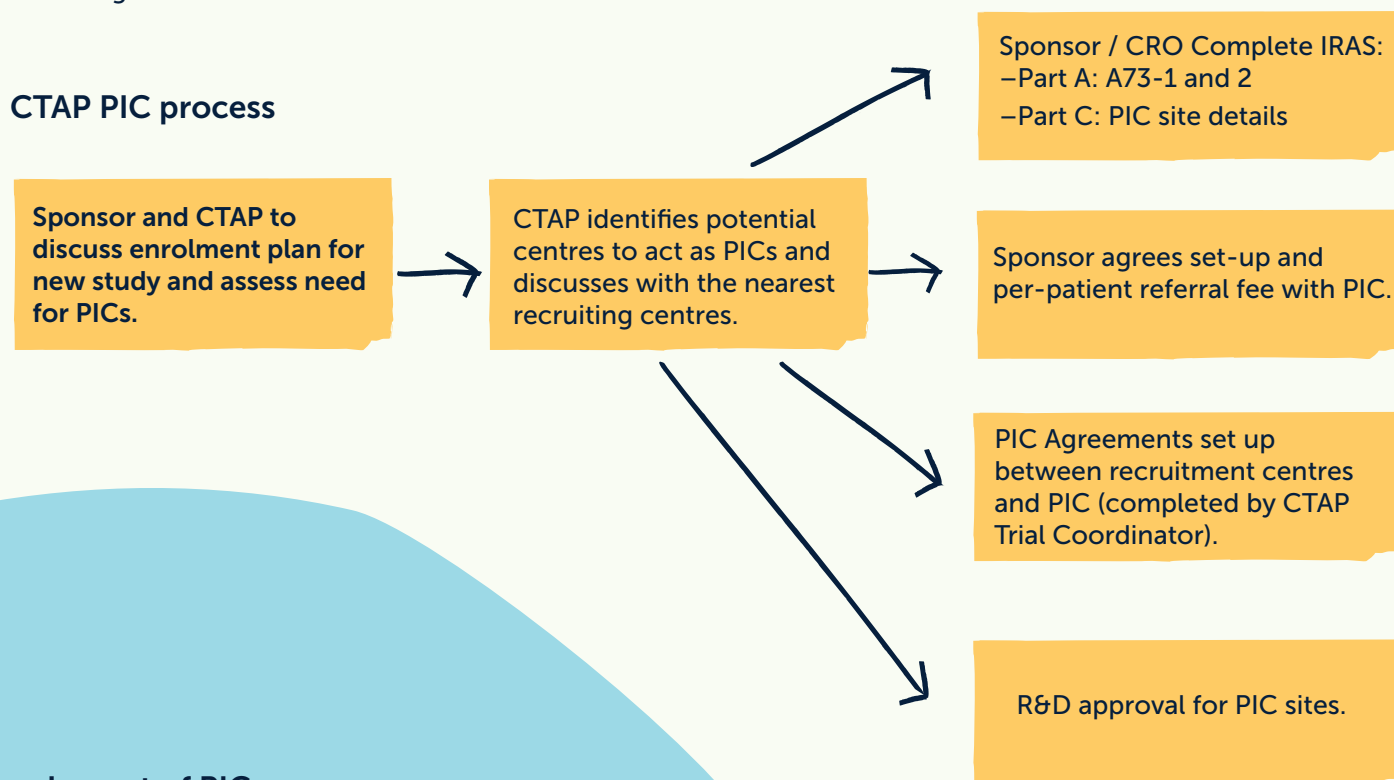 CTAP PIC process
Sponsor and CTAP to
discuss enrolment plan for
new study and assess need
for PICs.
CTAP identifies potential
centres to act as PICs and
discusses with the nearest
recruiting centres.
Sponsor / CRO Complete IRAS:
–Part A: A73-1 and 2
–Part C: PIC site details
Sponsor agrees set-up and
per-patient referral fee with PIC.
PIC Agreements set up
between recruitment centres
and PIC (completed by CTAP
Trial Coordinator).
R&D approval for PIC sites.